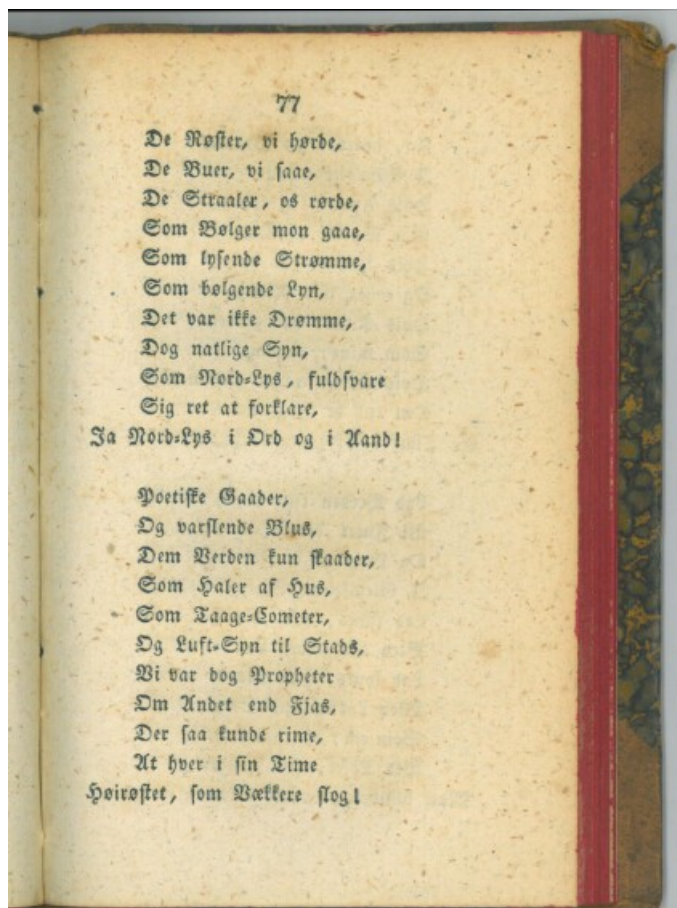 77
De Røster, vi hørde,
De Buer, vi saae,
De Straaler, os rørde,
Som Bølger mon gaae,
Som lysende Strømme,
Som bølgende Lyn,
Det var ikke Drømme,
Dog natlige Syn,
Som Nord-Lys, fuldsvare
Sig ret at forklare,
Ja Nord-Lys i Ord og i Aand!
Poetiske Gaader,
Og varslende Blus,
Dem Verden kun skaader,
Som Haler af Hus,
Som Taage-Cometer,
Og Luft-Syn til Stads,
Vi var dog Propheter
Om Andet end Fjas,
Der saa kunde rime,
At hver i sin Time
Høirøstet, som Vækkere slog!